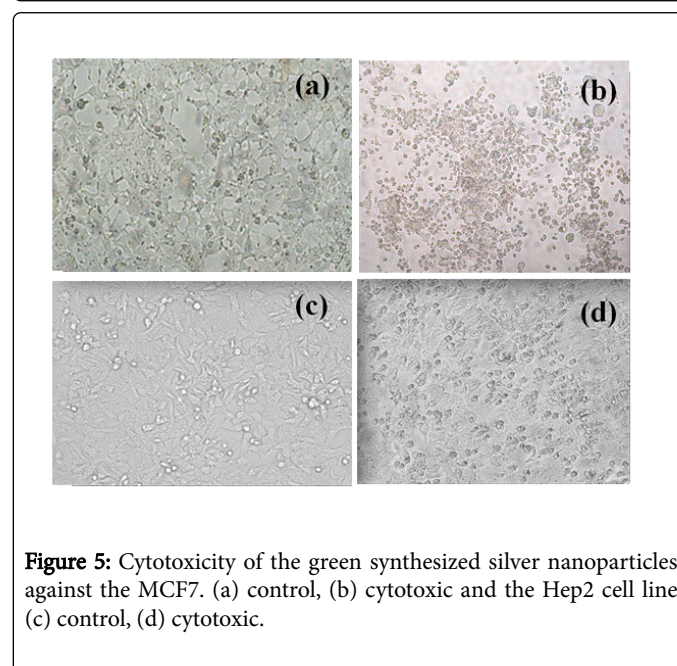 (a)
(b)
(c)
(d)
Figure 5: Cytotoxicity of the green synthesized silver nanoparticles
against the MCF7. (a) control, (b) cytotoxic and the Hep2 cell line
(c) control, (d) cytotoxic.